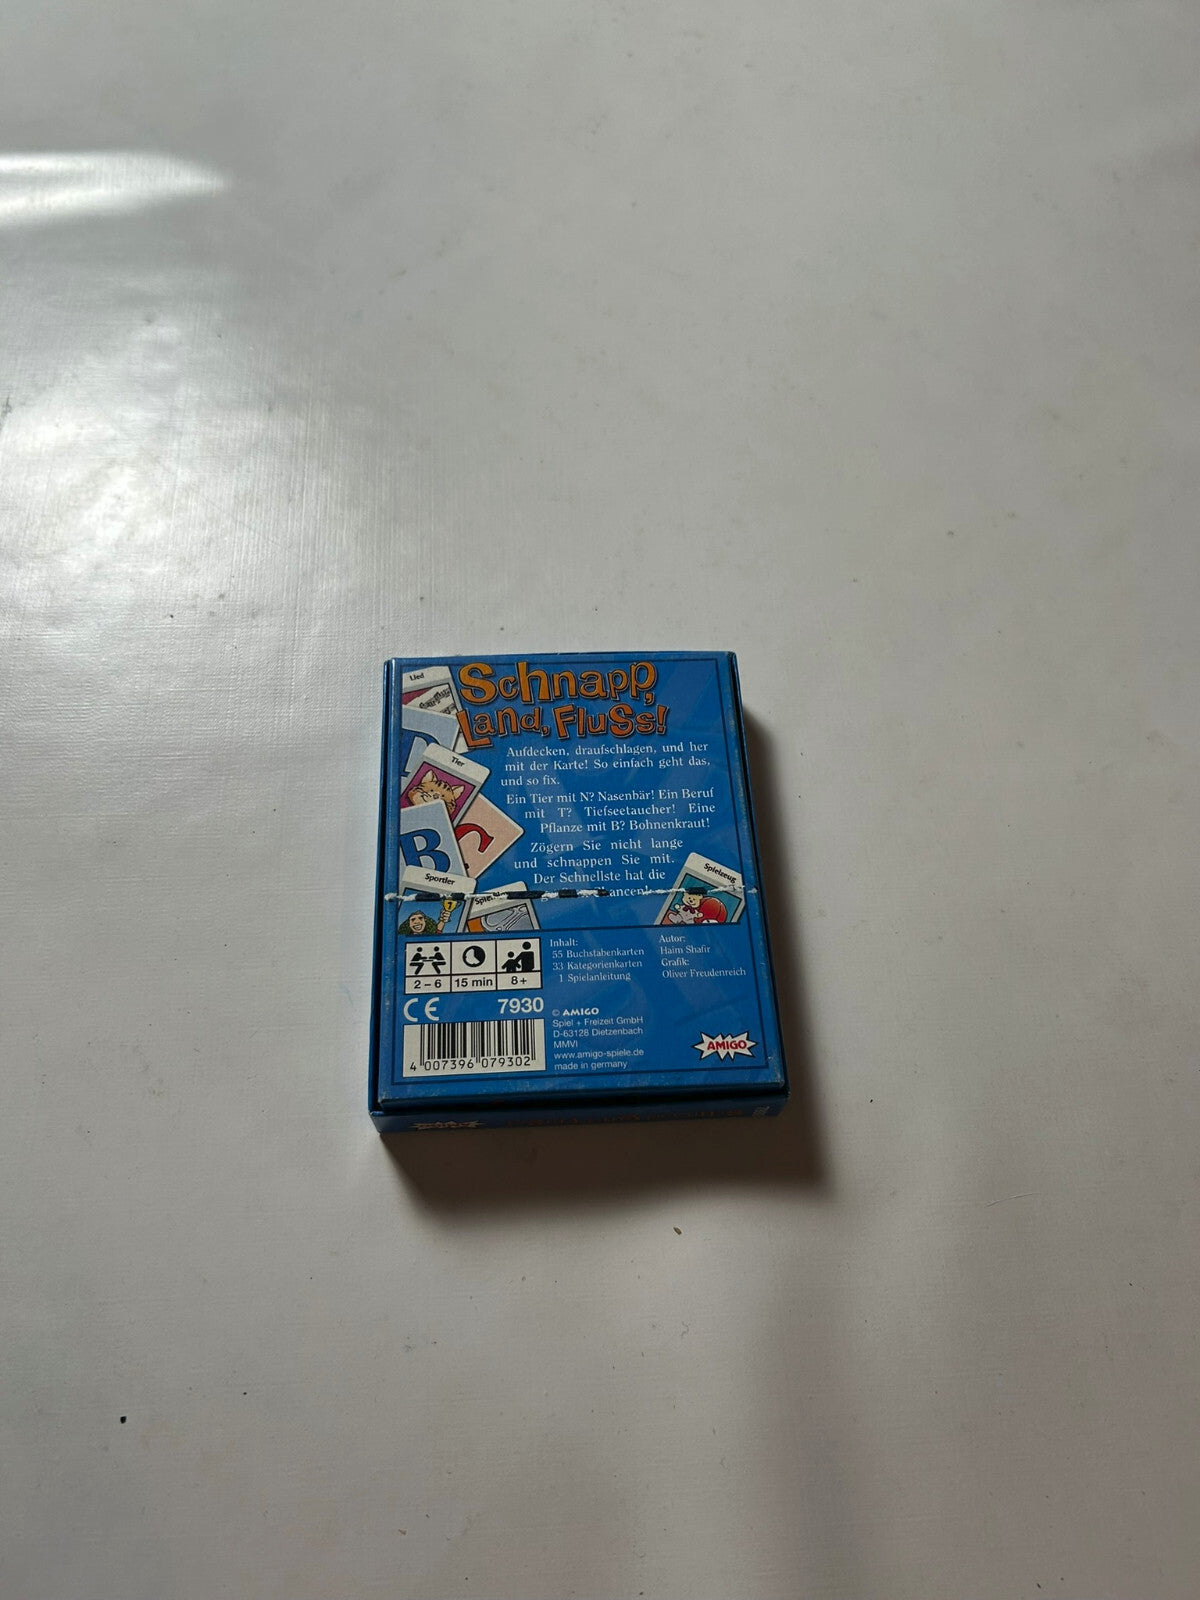 Lied
Schnapp,
Land, Fluss!
Tier
Aufdecken, draufschlagen, und her
mit der Karte! So einfach geht das,
und so fix.
Ein Tier mit N? Nasenbär! Ein Beruf
mit T? Tiefseetaucher! Eine
Pflanze mit B? Bohnenkraut!
B
C
Zögern Sie nicht lange
und schnappen Sie mit.
Der Schnellste hat die
Chancen!
Sportler
Spielzeug
1
2 – 6
15 min
8+
Inhalt:
55 Buchstabenkarten
33 Kategorienkarten
1 Spielanleitung
Autor:
Haim Shafir
Grafik:
Oliver Freudenreich
CE
7930
4 007396 079302
© AMIGO
Spiel + Freizeit GmbH
D-63128 Dietzenbach
MMVI
www.amigo-spiele.de
made in germany
AMIGO